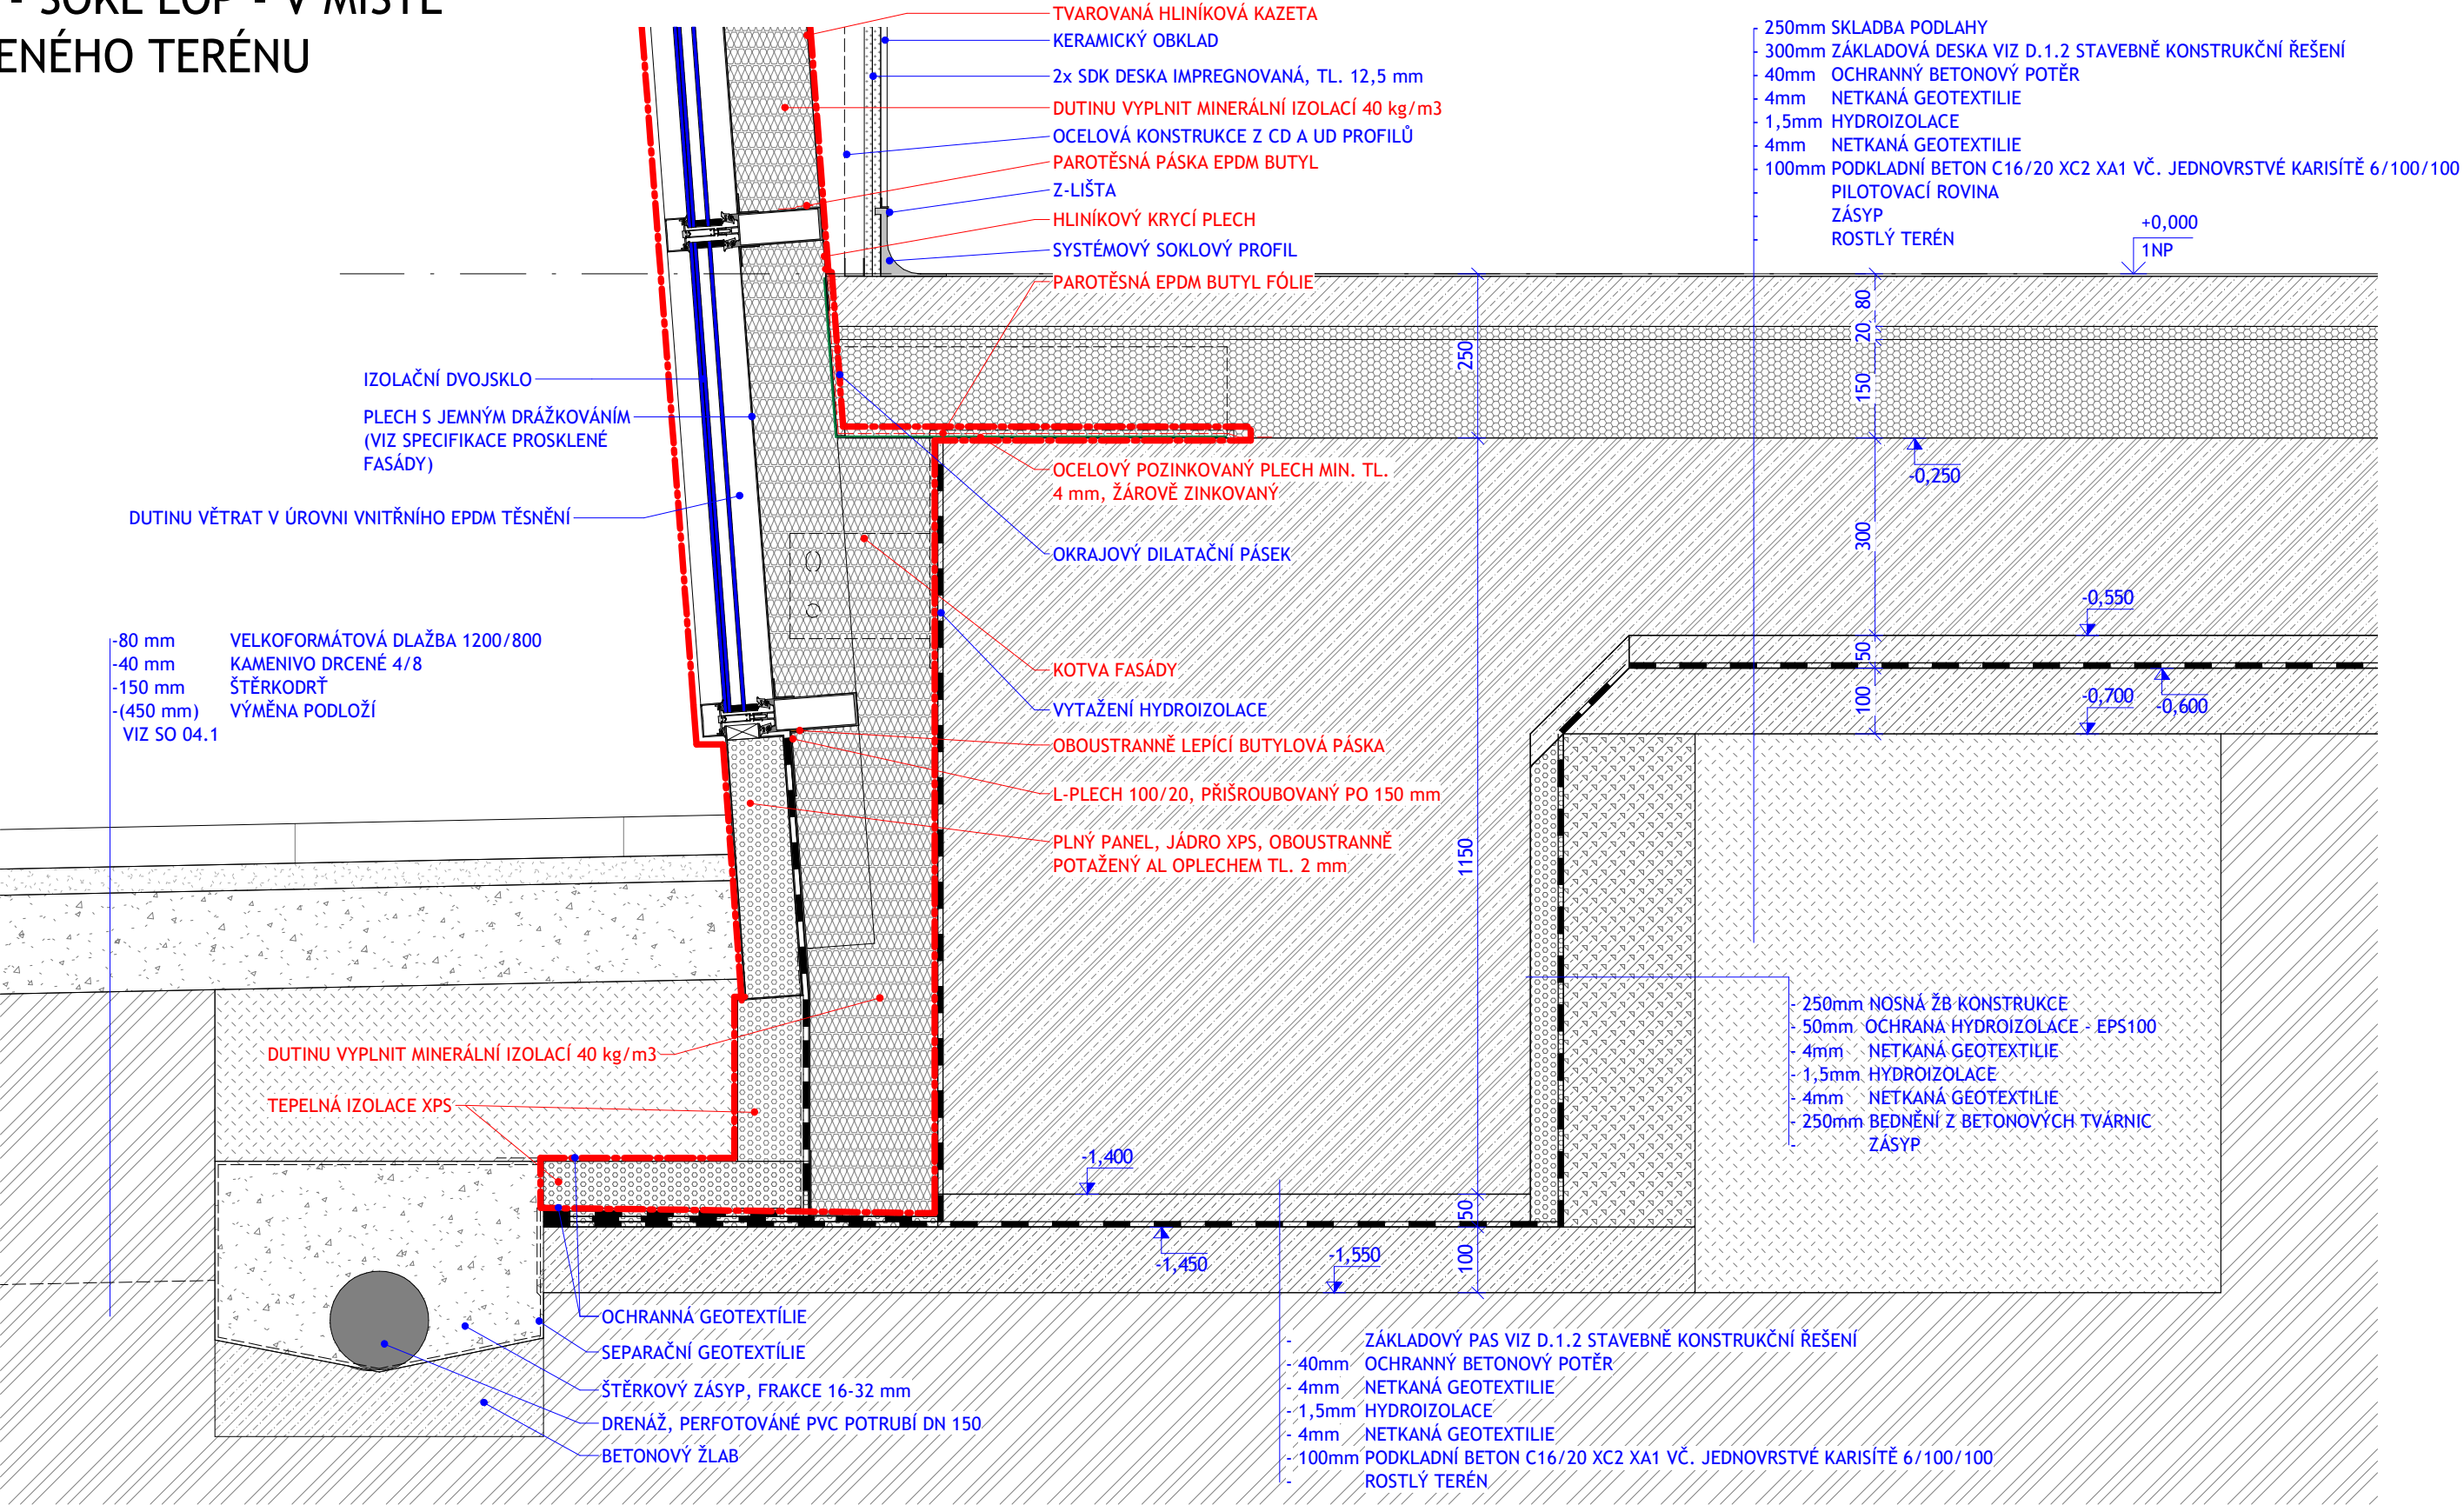 - SOKL LOP - V MÍSTĚ
ENÉHO TERÉNU
TVAROVANÁ HLINÍKOVÁ KAZETA
KERAMICKÝ OBKLAD
2x SDK DESKA IMPREGNOVANÁ, TL. 12,5 mm
DUTINU VYPLNIT MINERÁLNÍ IZOLACÍ 40 kg/m3
OCELOVÁ KONSTRUKCE Z CD A UD PROFILŮ
PAROTĚSNÁ PÁSKA EPDM BUTYL
Z-LIŠTA
HLINÍKOVÝ KRYCÍ PLECH
SYSTÉMOVÝ SOKLOVÝ PROFIL
PAROTĚSNÁ EPDM BUTYL FÓLIE
- 250mm SKLADBA PODLAHY
- 300mm ZÁKLADOVÁ DESKA VIZ D.1.2 STAVEBNĚ KONSTRUKČNÍ ŘEŠENÍ
- 40mm OCHRANNÝ BETONOVÝ POTĚR
- 4mm NETKANÁ GEOTEXTILIE
- 1,5mm HYDROIZOLACE
- 4mm NETKANÁ GEOTEXTILIE
- 100mm PODKLADNÍ BETON C16/20 XC2 XA1 VČ. JEDNOVRSTVÉ KARISÍTĚ 6/100/100
- PILOTOVACÍ ROVINA
- ZÁSYP
- ROSTLÝ TERÉN
+0,000
1NP
80
20
150
250
300
50
100
-0,250
-0,550
-0,600
-0,700
IZOLAČNÍ DVOJSKLO
PLECH S JEMNÝM DRÁŽKOVÁNÍM
(VIZ SPECIFIKACE PROSKLENÉ
FASÁDY)
DUTINU VĚTRAT V ÚROVNI VNITŘNÍHO EPDM TĚSNĚNÍ
OCELOVÝ POZINKOVANÝ PLECH MIN. TL.
4 mm, ŽÁROVĚ ZINKOVANÝ
OKRAJOVÝ DILATAČNÍ PÁSEK
KOTVA FASÁDY
VYTAŽENÍ HYDROIZOLACE
OBOUSTRANNĚ LEPÍCÍ BUTYLOVÁ PÁSKA
L-PLECH 100/20, PŘIŠROUBOVANÝ PO 150 mm
PLNÝ PANEL, JÁDRO XPS, OBOUSTRANNĚ
POTAŽENÝ AL OPLECHEM TL. 2 mm
-80 mm VELKOFORMÁTOVÁ DLAŽBA 1200/800
-40 mm KAMENIVO DRCENÉ 4/8
-150 mm ŠTĚRKODRŤ
-(450 mm) VÝMĚNA PODLOŽÍ
VIZ SO 04.1
1150
50
100
- 250mm NOSNÁ ŽB KONSTRUKCE
- 50mm OCHRANA HYDROIZOLACE - EPS100
- 4mm NETKANÁ GEOTEXTILIE
- 1,5mm HYDROIZOLACE
- 4mm NETKANÁ GEOTEXTILIE
- 250mm BEDNĚNÍ Z BETONOVÝCH TVÁRNIC
- ZÁSYP
DUTINU VYPLNIT MINERÁLNÍ IZOLACÍ 40 kg/m3
TEPELNÁ IZOLACE XPS
-1,400
-1,450
-1,550
OCHRANNÁ GEOTEXTÍLIE
SEPARAČNÍ GEOTEXTÍLIE
ŠTĚRKOVÝ ZÁSYP, FRAKCE 16-32 mm
DRENÁŽ, PERFOTOVÁNÉ PVC POTRUBÍ DN 150
BETONOVÝ ŽLAB
- ZÁKLADOVÝ PAS VIZ D.1.2 STAVEBNĚ KONSTRUKČNÍ ŘEŠENÍ
- 40mm OCHRANNÝ BETONOVÝ POTĚR
- 4mm NETKANÁ GEOTEXTILIE
- 1,5mm HYDROIZOLACE
- 4mm NETKANÁ GEOTEXTILIE
- 100mm PODKLADNÍ BETON C16/20 XC2 XA1 VČ. JEDNOVRSTVÉ KARISÍTĚ 6/100/100
- ROSTLÝ TERÉN